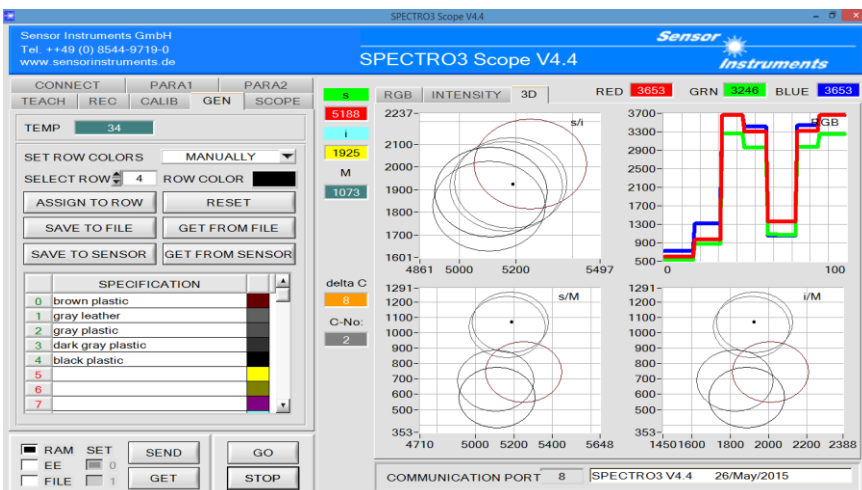 SPECTRO3 Scope V4.4
Sensor Instruments GmbH
Tel. ++49 (0) 8544-9719-0
www.sensorinstruments.de
SPECTRO3 Scope V4.4
Sensor
Instruments
CONNECT PARA1 PARA2
TEACH REC CALIB GEN SCOPE
TEMP 34
SET ROW COLORS MANUALLY
SELECT ROW 4 ROW COLOR
ASSIGN TO ROW RESET
SAVE TO FILE GET FROM FILE
SAVE TO SENSOR GET FROM SENSOR
SPECIFICATION
0 brown plastic
1 gray leather
2 gray plastic
3 dark gray plastic
4 black plastic
5
6
7
RAM SET SEND GO
EE 0
FILE 1 GET STOP
s
5188
i
1925
M
1073
delta C
8
C-No:
2
RGB INTENSITY 3D RED 3653 GRN 3246 BLUE 3653
s/i
2237-
2100-
2000-
1900-
1800-
1700-
1601-
4861 5000 5200 5497
RGB
3700-
3300-
2900-
2500-
2100-
1700-
1300-
900-
500-
0 100
s/M
1291-
1200-
1100-
1000-
900-
800-
700-
600-
500-
353-
4710 5000 5200 5400 5648
i/M
1291-
1200-
1100-
1000-
900-
800-
700-
600-
500-
353-
1450 1600 1800 2000 2200 2388
COMMUNICATION PORT 8 SPECTRO3 V4.4 26/May/2015